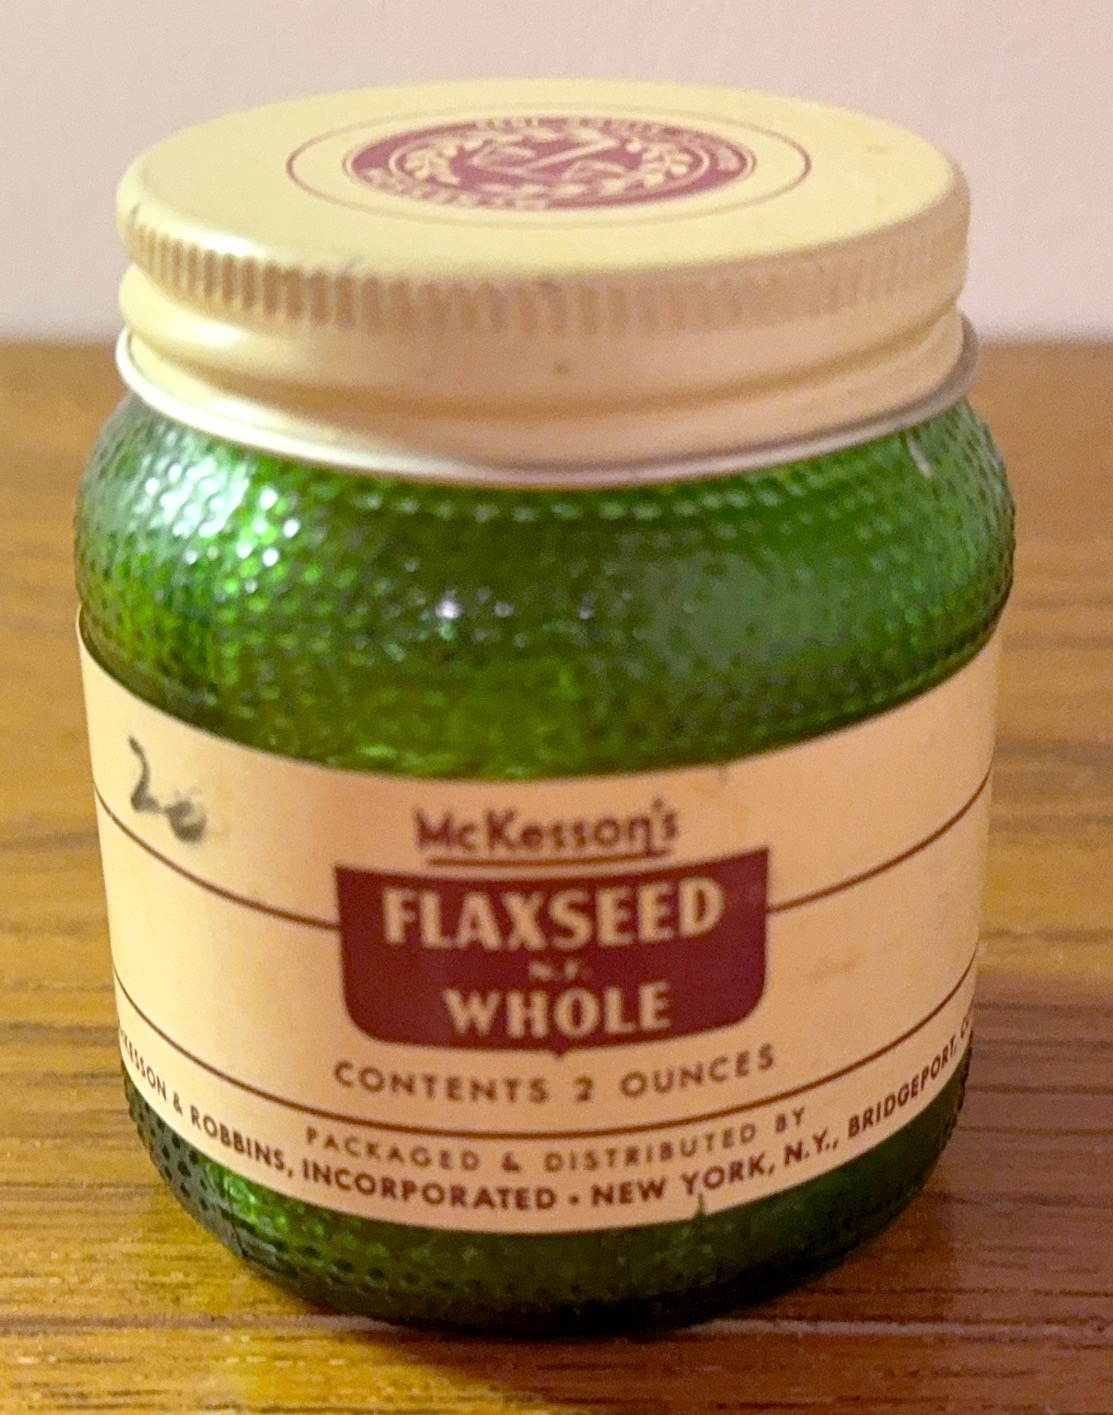 McKesson's
FLAXSEED
N.F.
WHOLE
CONTENTS 2 OUNCES
PACKAGED & DISTRIBUTED BY
& ROBBINS, INCORPORATED • NEW YORK, N.Y., BRIDGEPORT,